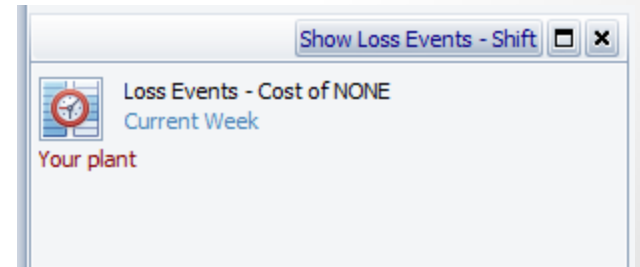 Show Loss Events - Shift
Loss Events - Cost of NONE
Current Week
Your plant